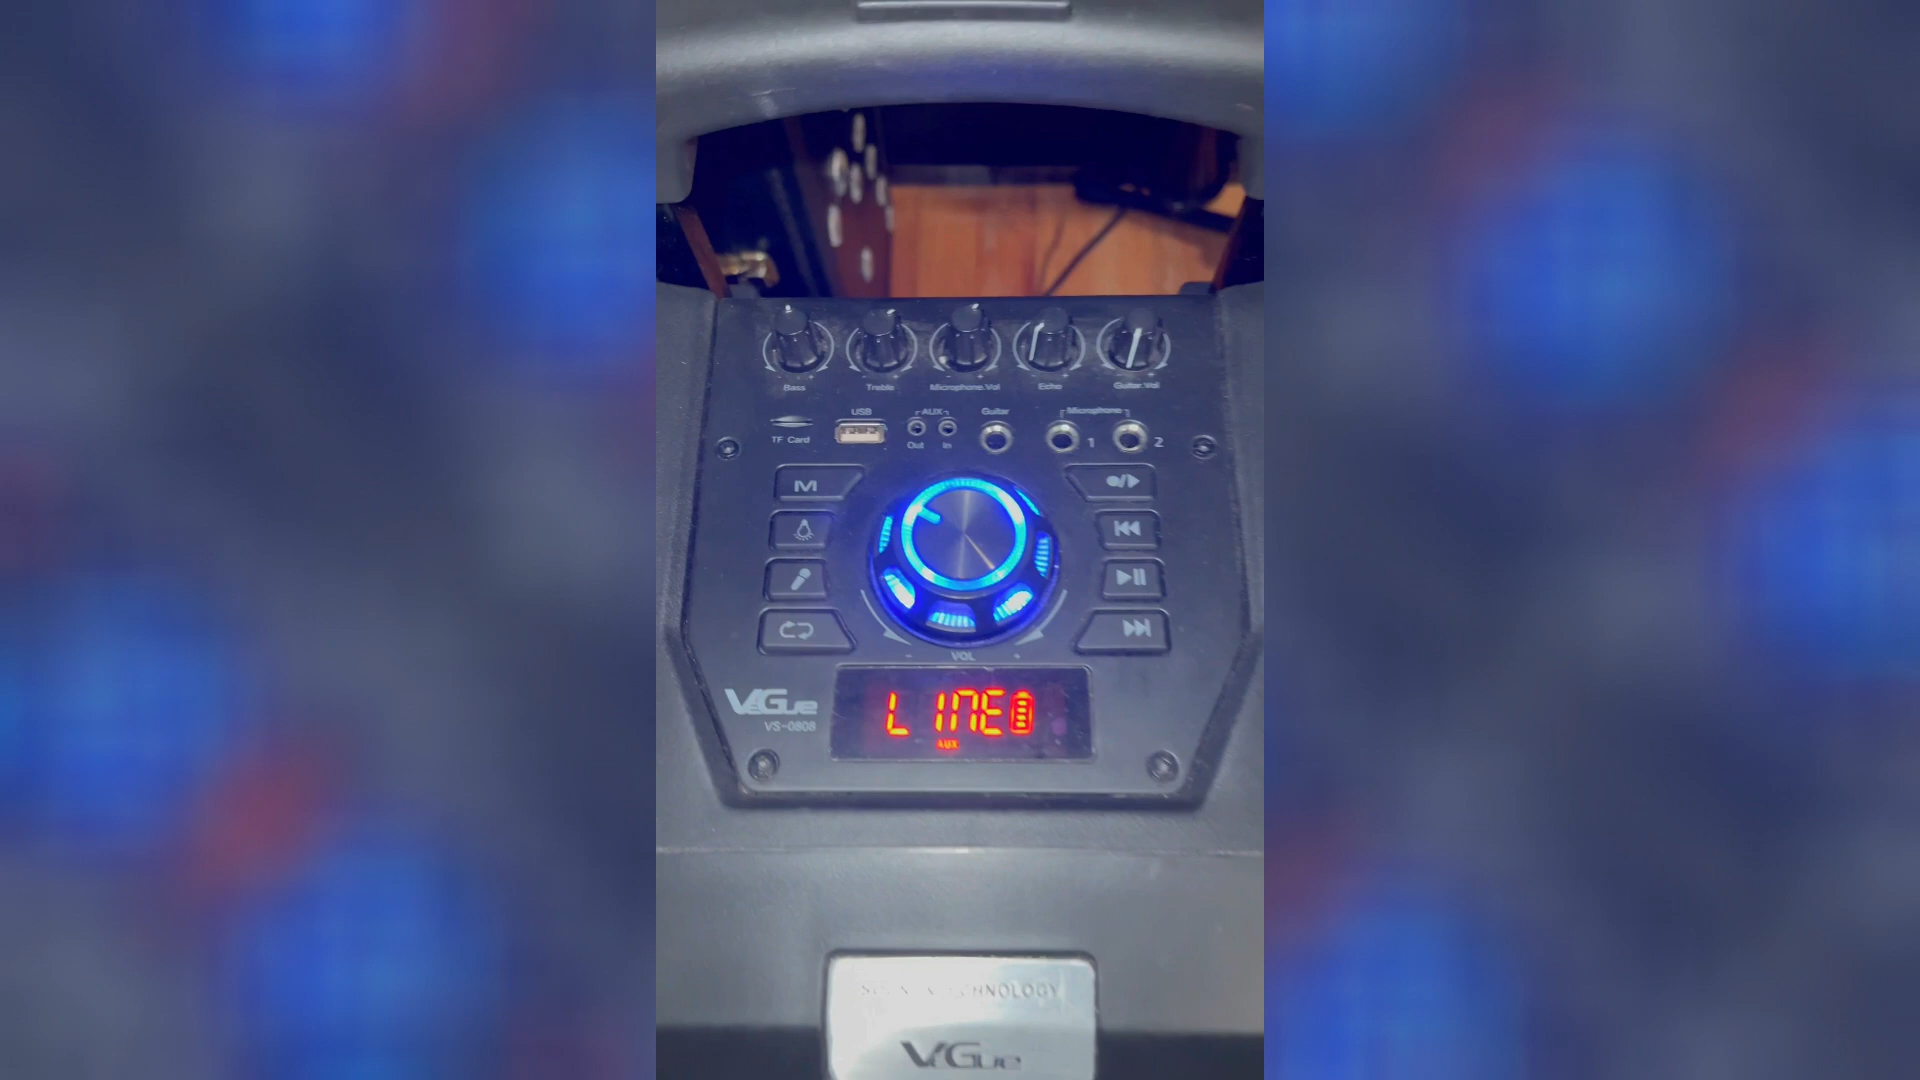 Bass Treble Microphone.Vol Echo Guitar.Vol
USB AUX Guitar Microphone
TF Card Out In 1 2
M
- VOL +
VeGue
VS-0808
LINE
AUX
TECHNOLOGY
VeGue